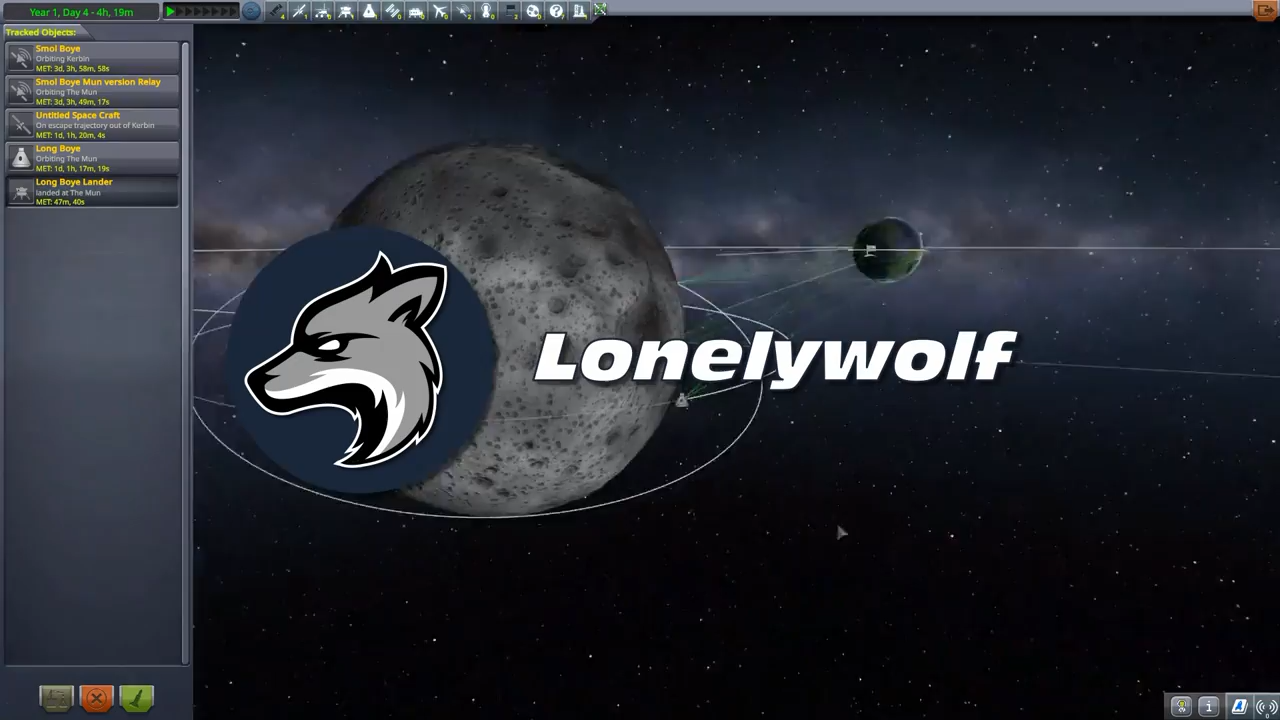 Year 1, Day 4 - 4h, 19m
Tracked Objects:
Smol Boye
Orbiting Kerbin
MET: 3d, 3h, 58m, 58s
Smol Boye Mun version Relay
Orbiting The Mun
MET: 3d, 3h, 49m, 17s
Untitled Space Craft
On escape trajectory out of Kerbin
MET: 1d, 1h, 20m, 4s
Long Boye
Orbiting The Mun
MET: 1d, 1h, 17m, 19s
Long Boye Lander
landed at The Mun
MET: 47m, 40s
Lonelywolf